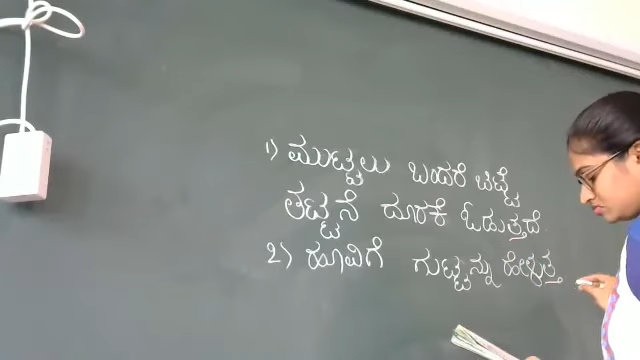 1) ಮುಟ್ಟಲು ಬಂದರೆ ಚಿಟ್ಟೆ
ತಟ್ಟನೆ ದೂರಕೆ ಓಡುತ್ತದೆ
2) ಹೂವಿಗೆ ಗುಟ್ಟನ್ನು ಹೇಳುತ್ತ